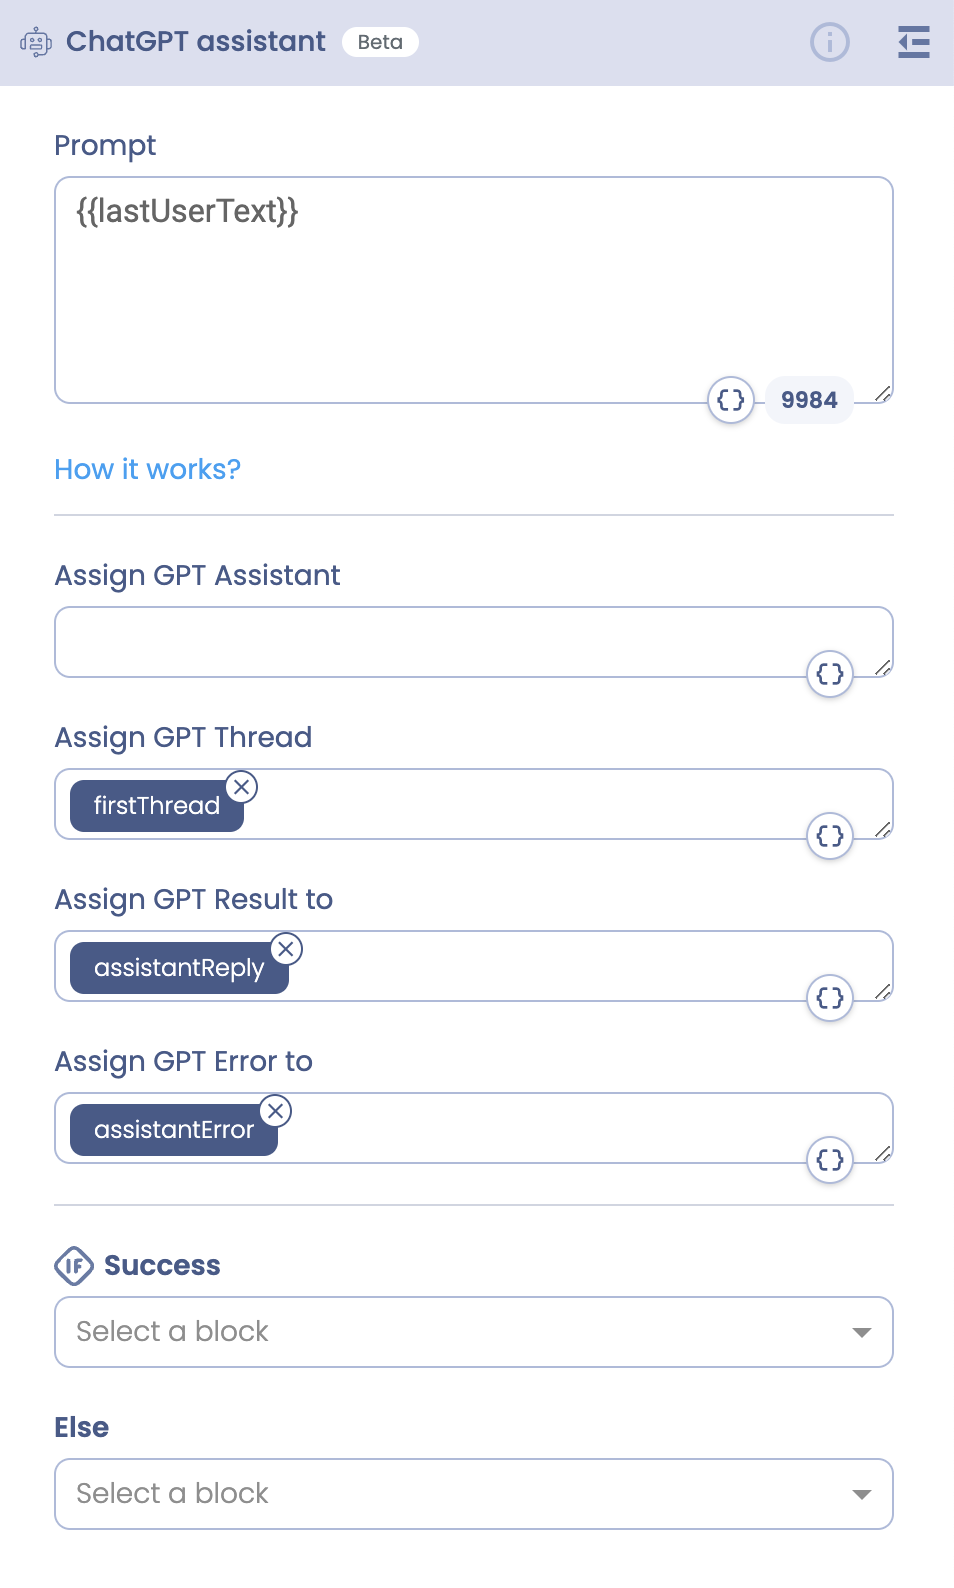 ChatGPT assistant Beta
Prompt
{{lastUserText}}
{} 9984
How it works?
Assign GPT Assistant
{}
Assign GPT Thread
firstThread
{}
Assign GPT Result to
assistantReply
{}
Assign GPT Error to
assistantError
{}
IF Success
Select a block
Else
Select a block